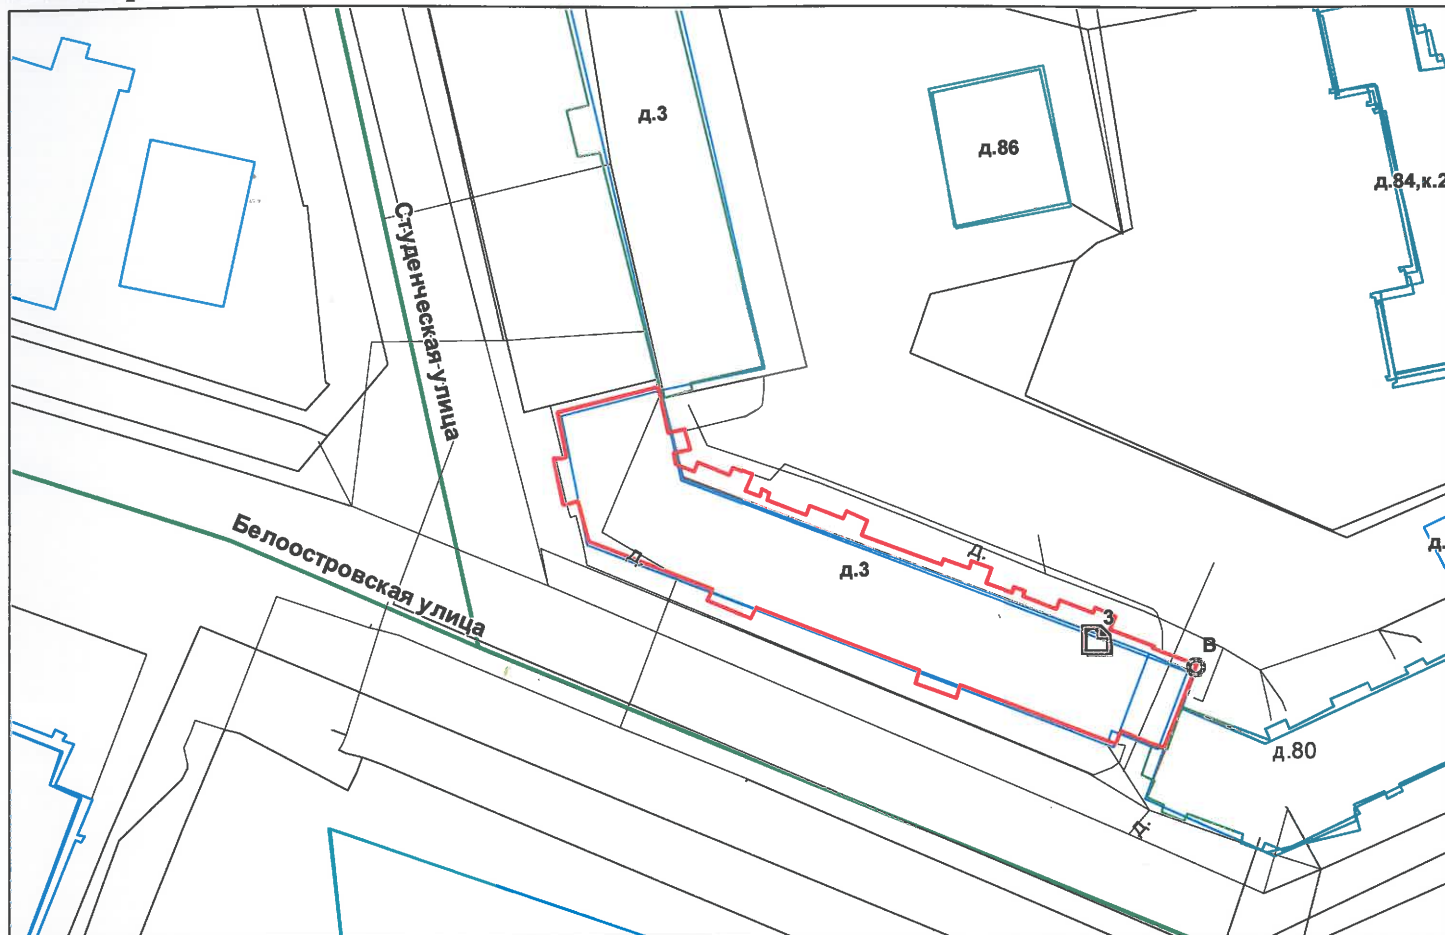 д.3
д.86
д.84,к.2
Студенческая улица
Белоостровская улица
д.
д.3
д.
3
В
д.
д.80
д.